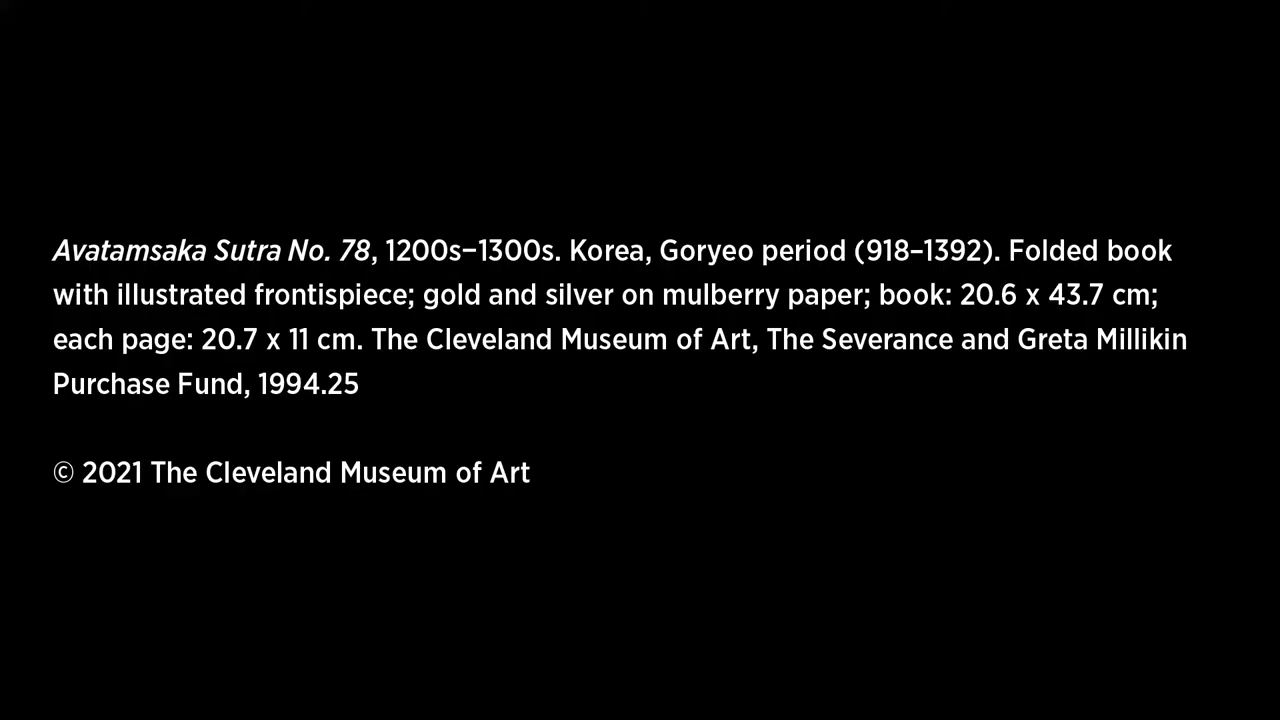 Avatamsaka Sutra No. 78, 1200s–1300s. Korea, Goryeo period (918–1392). Folded book
with illustrated frontispiece; gold and silver on mulberry paper; book: 20.6 x 43.7 cm;
each page: 20.7 x 11 cm. The Cleveland Museum of Art, The Severance and Greta Millikin
Purchase Fund, 1994.25
© 2021 The Cleveland Museum of Art